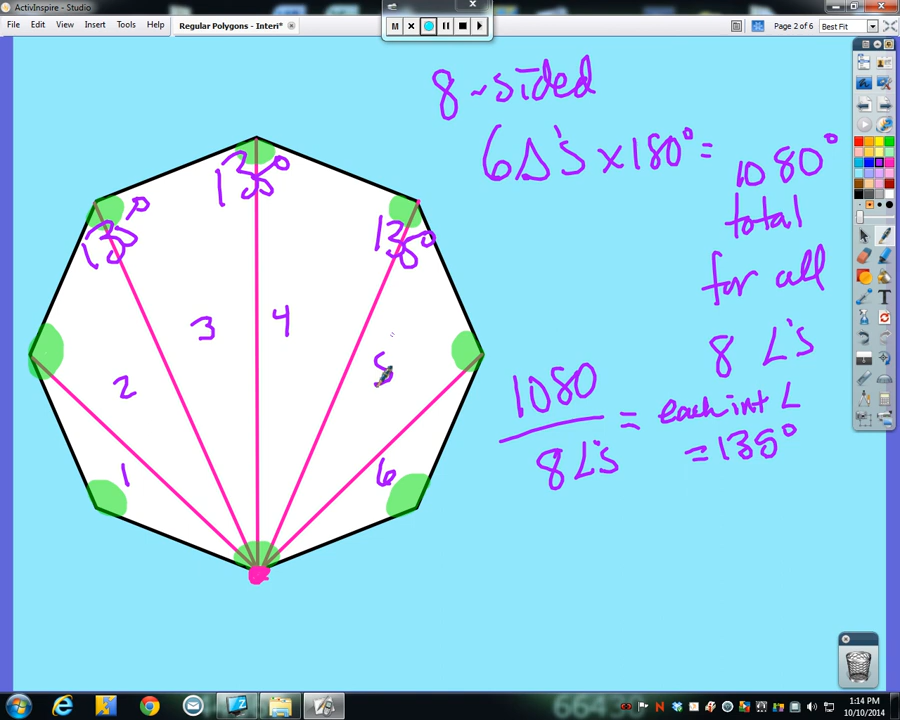 ActivInspire - Studio
File Edit View Insert Tools Help
Regular Polygons - Interi*
Page 2 of 6
Best Fit
8-sided
6Δ's x180°=
1080°
total
for all
8 ∠'s
1080
8∠'s
= each int ∠
=135°
135°
135°
135°
3
4
2
5
1
6
1:14 PM
10/10/2014